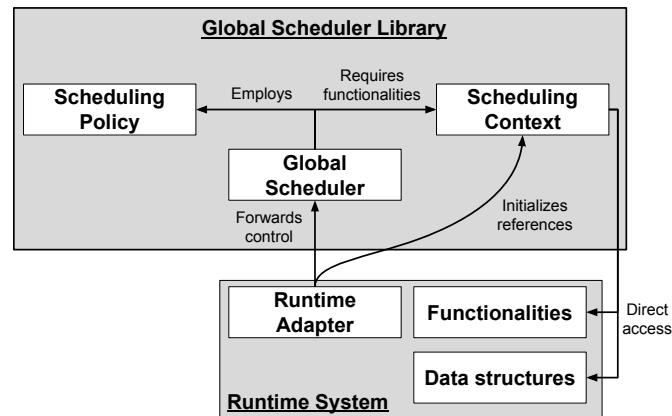 Global Scheduler Library
Scheduling
Policy
Employs
Requires
functionalities
Scheduling
Context
Global
Scheduler
Forwards
control
Initializes
references
Runtime
Adapter
Functionalities
Direct
access
Data structures
Runtime System